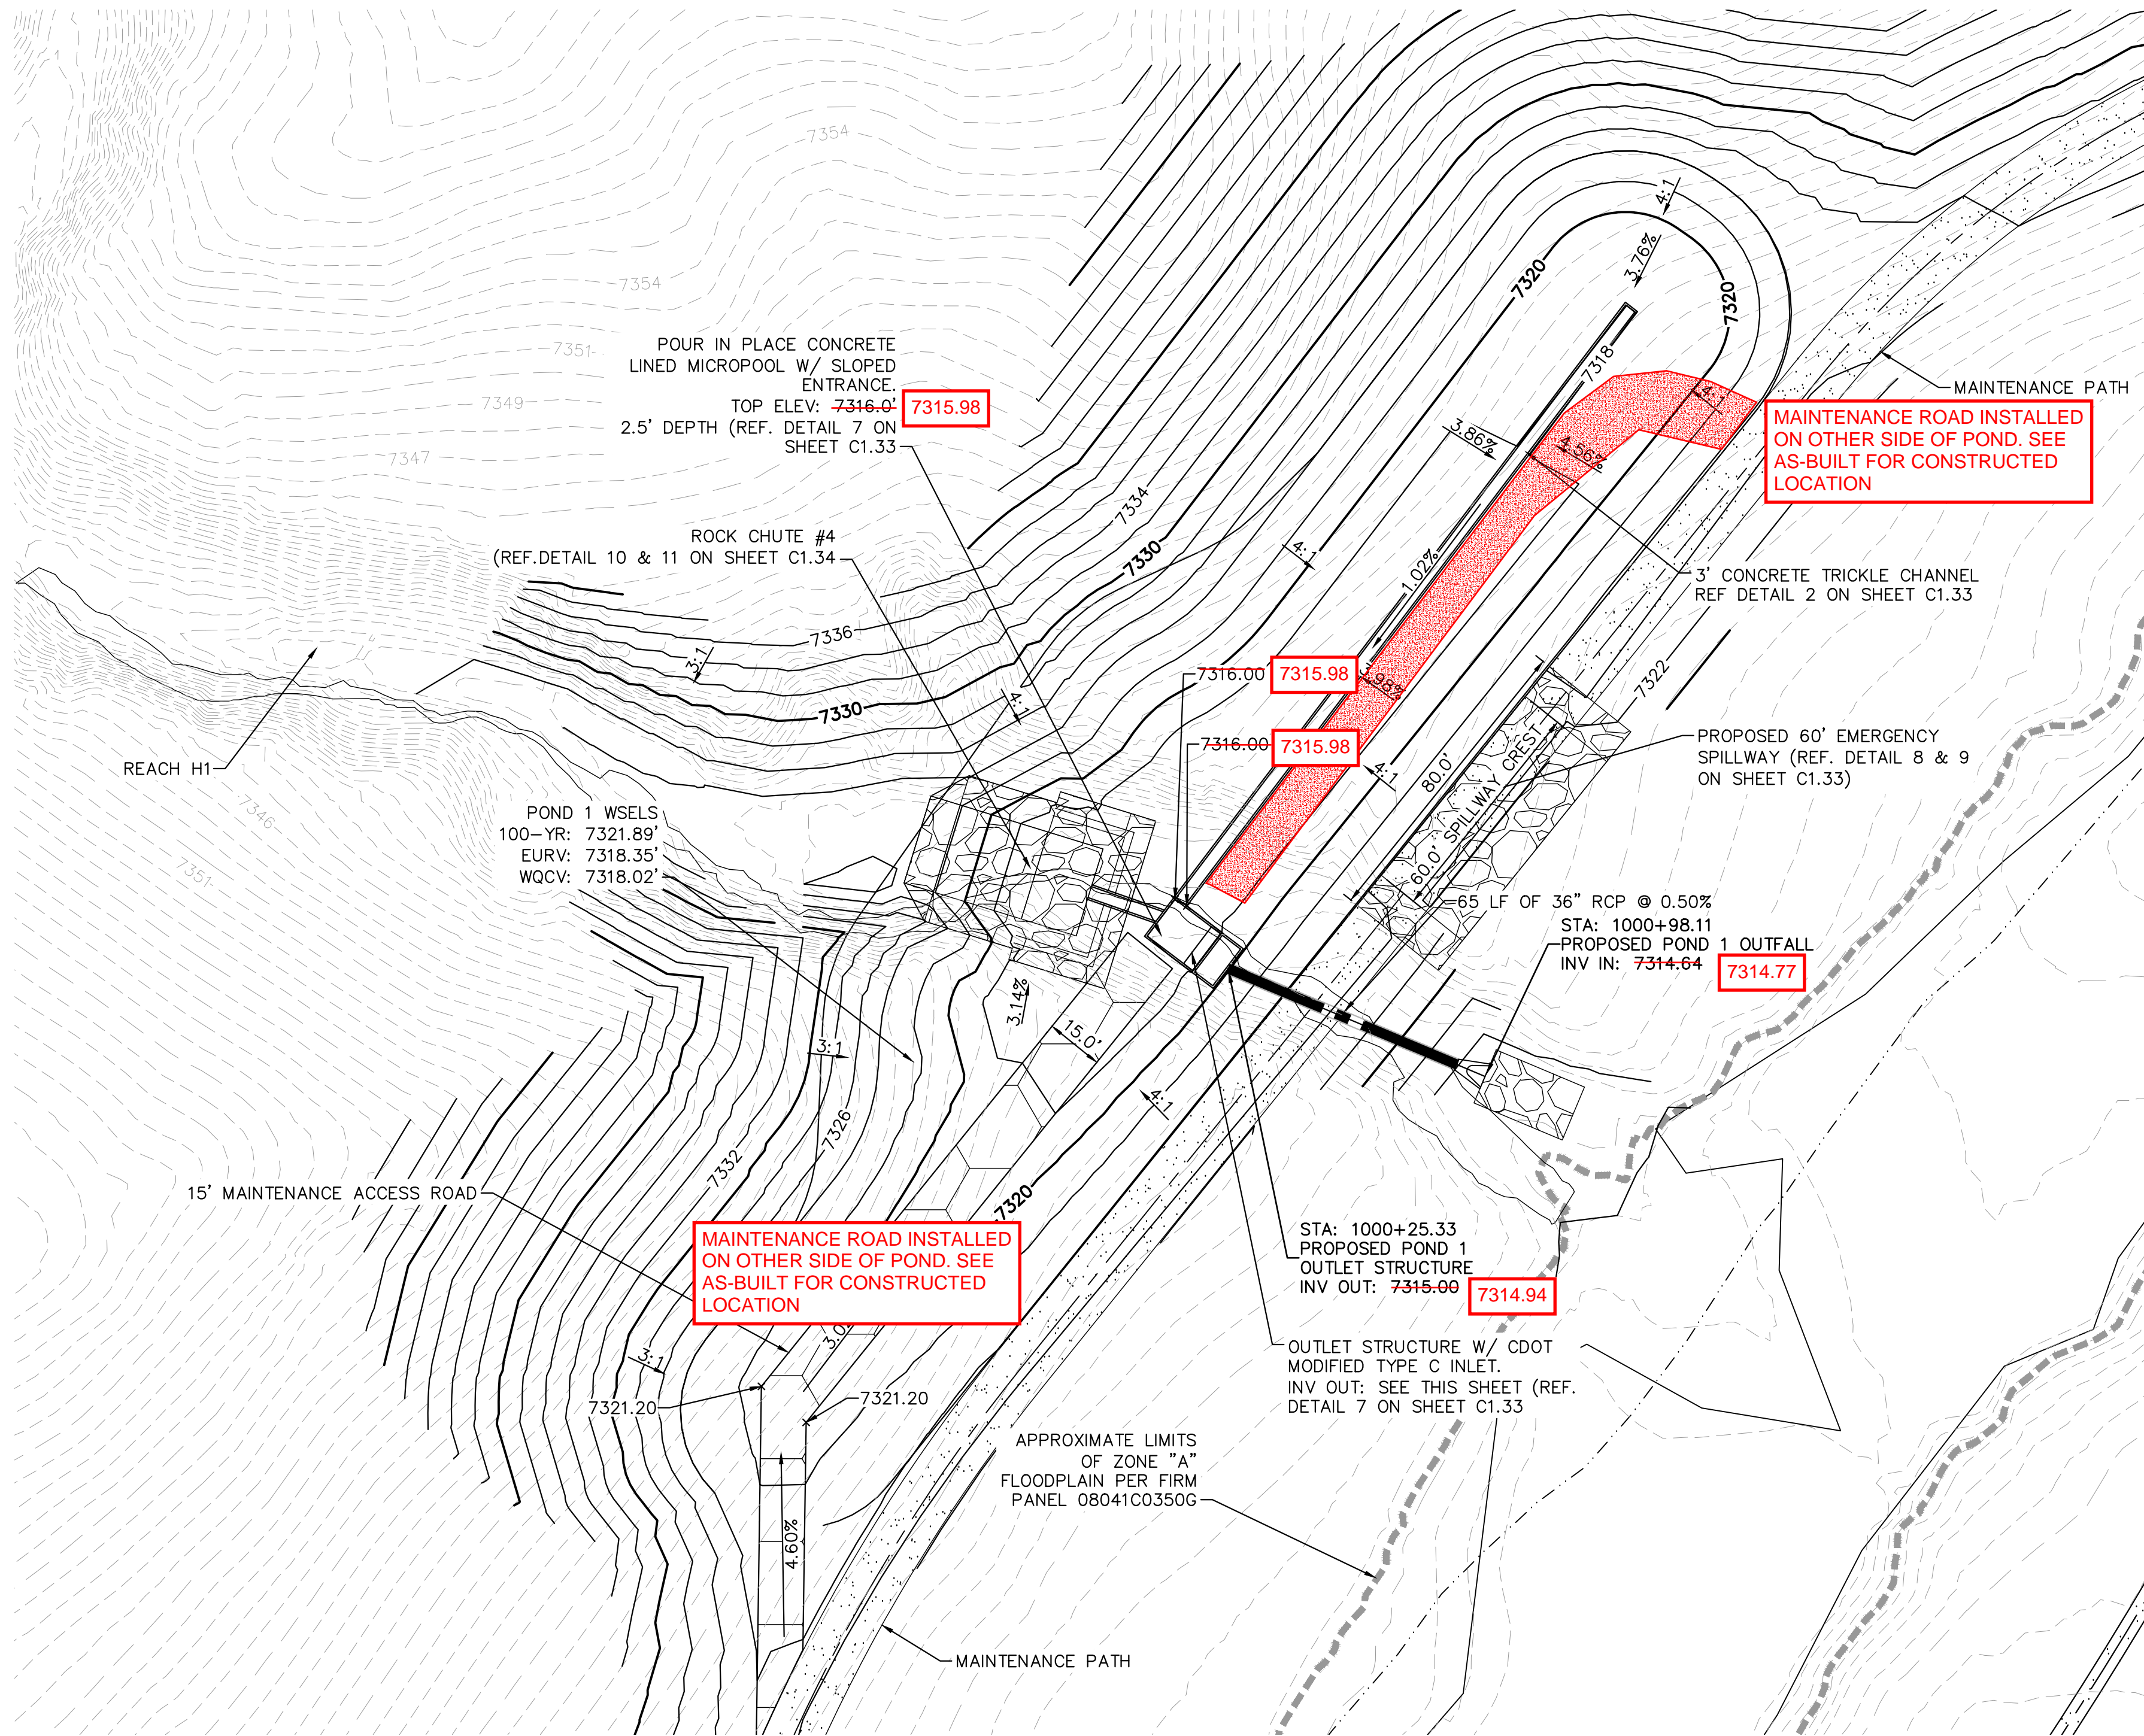 7354
4:1
3.76%
7320
7320
7354
7318
POUR IN PLACE CONCRETE
LINED MICROPOOL W/ SLOPED
ENTRANCE.
TOP ELEV: 7316.0'
7315.98
2.5' DEPTH (REF. DETAIL 7 ON
SHEET C1.33
7351
7349
7347
MAINTENANCE PATH
4:1
MAINTENANCE ROAD INSTALLED
ON OTHER SIDE OF POND. SEE
AS-BUILT FOR CONSTRUCTED
LOCATION
3.86%
4.56%
7334
ROCK CHUTE #4
(REF.DETAIL 10 & 11 ON SHEET C1.34
7330
4:1
1.02%
3' CONCRETE TRICKLE CHANNEL
REF DETAIL 2 ON SHEET C1.33
7336
3:1
7330
4:1
7316.00
7315.98
7316.00
7315.98
7322
REACH H1
PROPOSED 60' EMERGENCY
SPILLWAY (REF. DETAIL 8 & 9
ON SHEET C1.33)
4:1
80.0'
60.0' SPILLWAY CREST
7346
7351
POND 1 WSELS
100-YR: 7321.89'
EURV: 7318.35'
WQCV: 7318.02'
65 LF OF 36" RCP @ 0.50%
STA: 1000+98.11
PROPOSED POND 1 OUTFALL
INV IN: 7314.64
7314.77
3.14%
15.0'
3:1
4:1
7326
7332
15' MAINTENANCE ACCESS ROAD
7320
MAINTENANCE ROAD INSTALLED
ON OTHER SIDE OF POND. SEE
AS-BUILT FOR CONSTRUCTED
LOCATION
STA: 1000+25.33
PROPOSED POND 1
OUTLET STRUCTURE
INV OUT: 7315.00
7314.94
3:1
OUTLET STRUCTURE W/ CDOT
MODIFIED TYPE C INLET.
INV OUT: SEE THIS SHEET (REF.
DETAIL 7 ON SHEET C1.33
7321.20
7321.20
APPROXIMATE LIMITS
OF ZONE "A"
FLOODPLAIN PER FIRM
PANEL 08041C0350G
4.60%
MAINTENANCE PATH